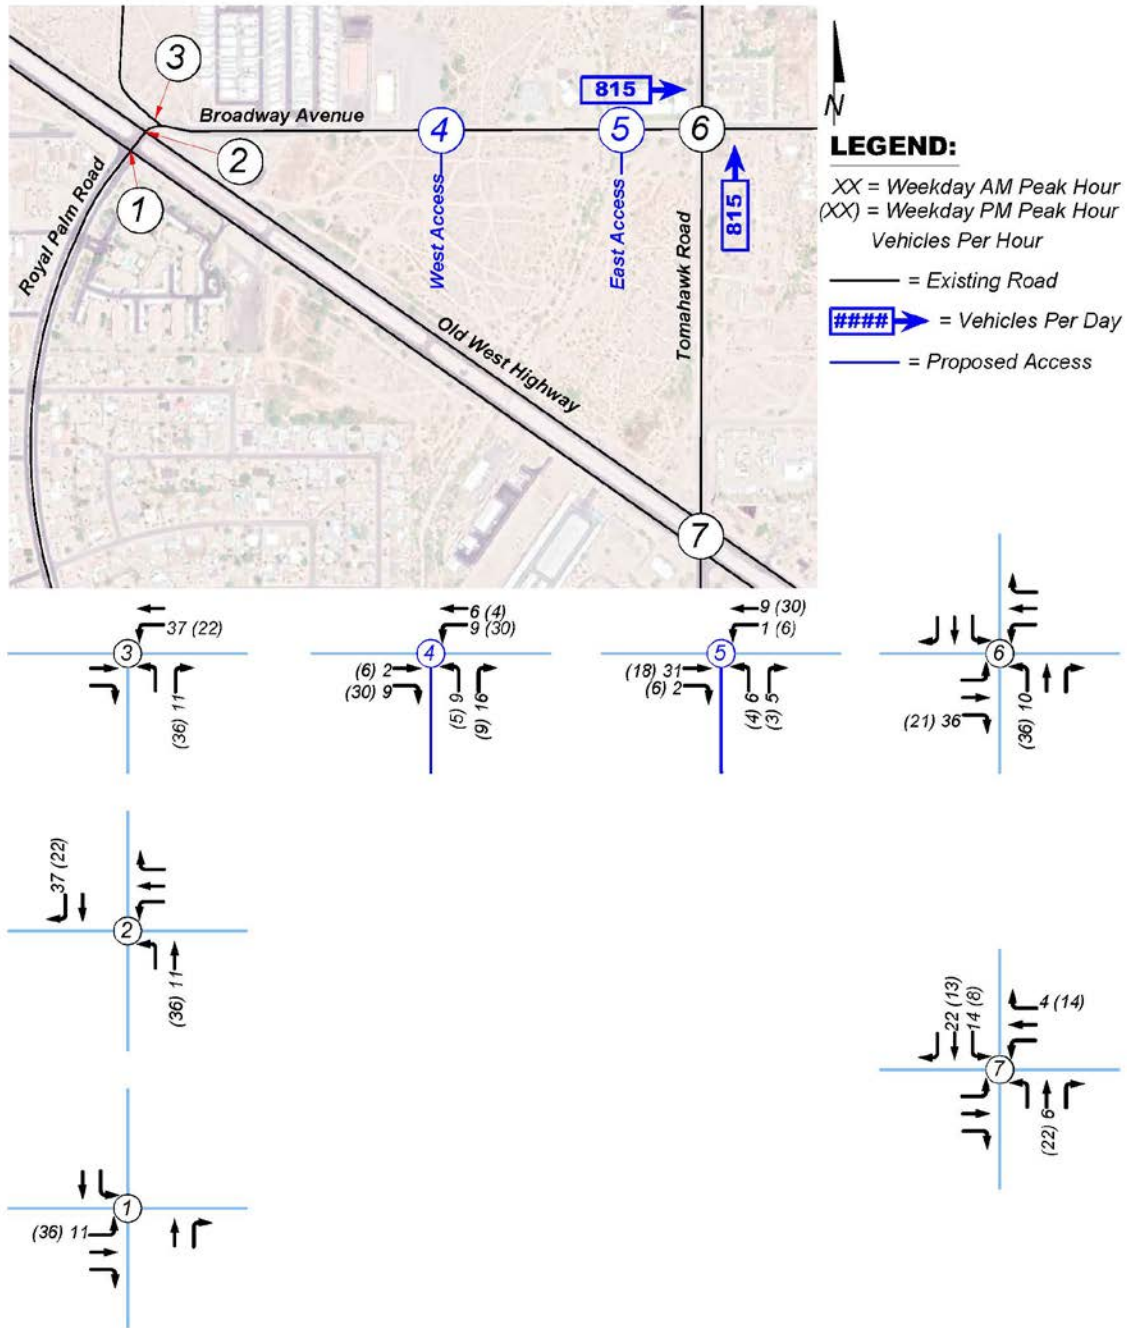 3
815
Broadway Avenue
4
5
6
2
1
Royal Palm Road
West Access
East Access
815
Tomahawk Road
Old West Highway
7
N
LEGEND:
XX = Weekday AM Peak Hour
(XX) = Weekday PM Peak Hour
Vehicles Per Hour
= Existing Road
#### = Vehicles Per Day
= Proposed Access
37 (22)
3
(36) 11
6 (4)
9 (30)
4
(6) 2
(30) 9
(5) 9
(9) 16
9 (30)
1 (6)
5
(18) 31
(6) 2
(4) 6
(3) 5
6
(21) 36
(36) 10
37 (22)
2
(36) 11
22 (13)
14 (8)
4 (14)
7
(22) 6
1
(36) 11